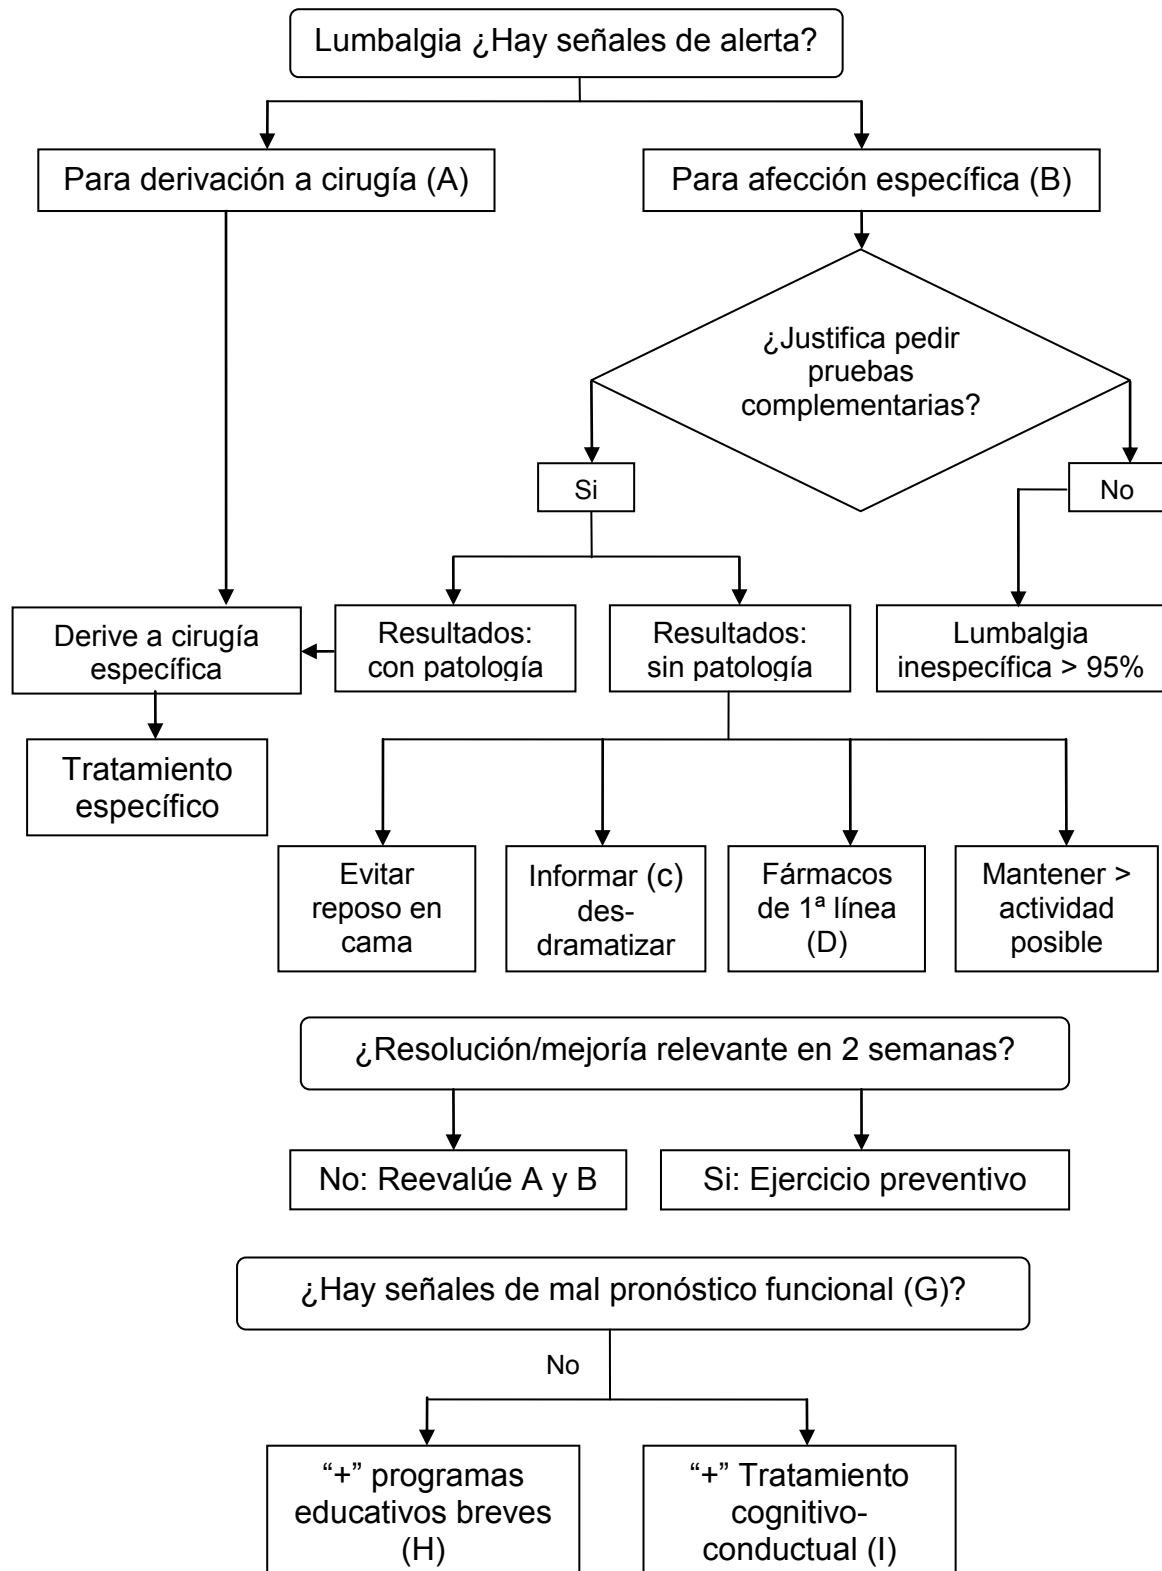 Lumbalgia ¿Hay señales de alerta?
Para derivación a cirugía (A)
Para afección específica (B)
¿Justifica pedir
pruebas
complementarias?
Si
No
Derive a cirugía
específica
Resultados:
con patología
Resultados:
sin patología
Lumbalgia
inespecífica > 95%
Tratamiento
específico
Evitar
reposo en
cama
Informar (c)
des-
dramatizar
Fármacos
de 1ª línea
(D)
Mantener >
actividad
posible
¿Resolución/mejoría relevante en 2 semanas?
No: Reevalúe A y B
Si: Ejercicio preventivo
¿Hay señales de mal pronóstico funcional (G)?
No
“+” programas
educativos breves
(H)
“+” Tratamiento
cognitivo-
conductual (I)